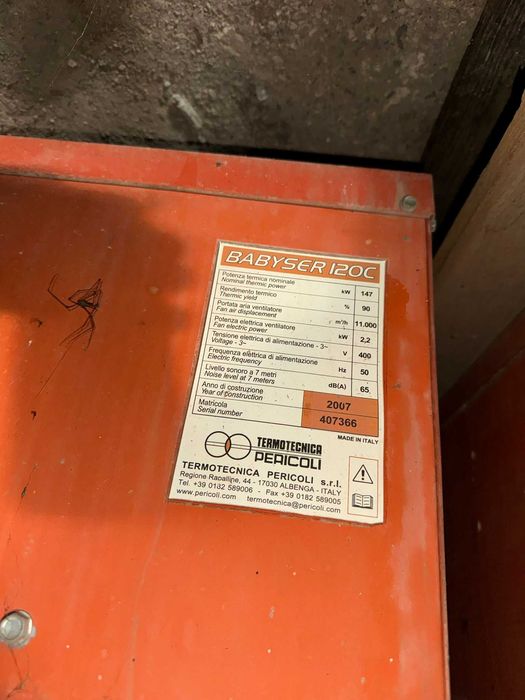 BABYSER 120C
Potenza termica nominale
Nominal thermic power kW 147
Rendimento termico
Thermic yield % 90
Portata aria ventilatore
Fan air displacement m³/h 11.000
Potenza elettrica ventilatore
Fan electric power kW 2,2
Tensione elettrica di alimentazione - 3~
Voltage - 3~ V 400
Frequenza elettrica di alimentazione
Electric frequency Hz 50
Livello sonoro a 7 metri
Noise level at 7 meters dB(A) 65
Anno di costruzione
Year of construction 2007
Matricola
Serial number 407366
MADE IN ITALY
TERMOTECNICA
PERICOLI
TERMOTECNICA PERICOLI s.r.l.
Regione Rapalline, 44 - 17030 ALBENGA - ITALY
Tel. +39 0182 589006 - Fax +39 0182 589005
www.pericoli.com termotecnica@pericoli.com